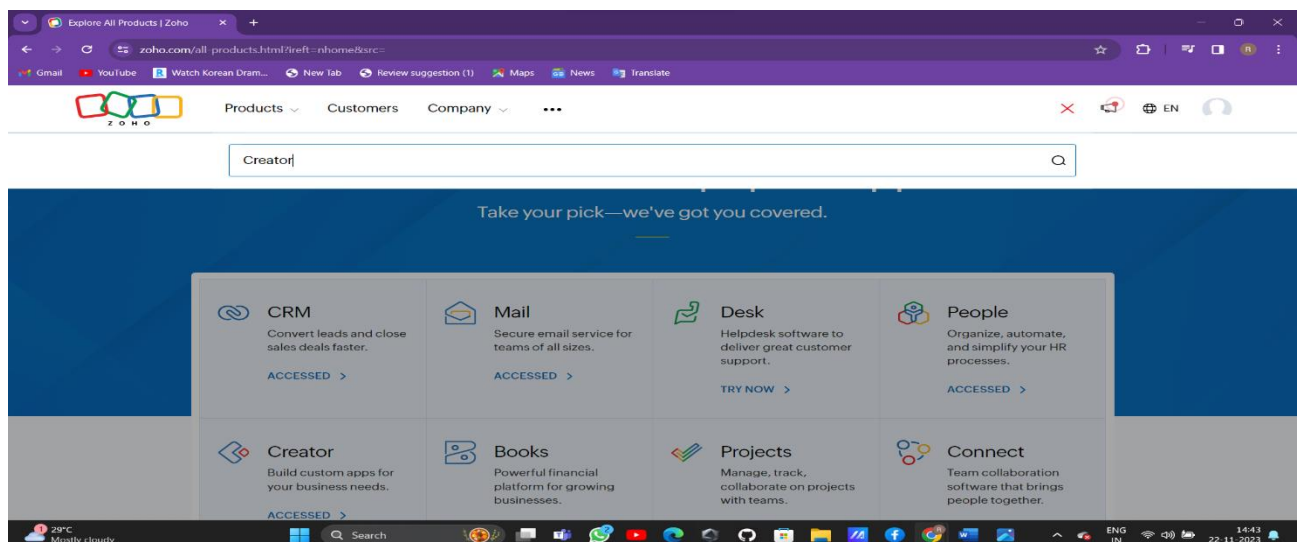 Explore All Products | Zoho
zoho.com/all-products.html?ireft=nhome&src=
Gmail YouTube Watch Korean Dram... New Tab Review suggestion (1) Maps News Translate
ZOHO Products Customers Company ••• EN
Creator
Take your pick—we've got you covered.
CRM
Convert leads and close
sales deals faster.
ACCESSED >
Mail
Secure email service for
teams of all sizes.
ACCESSED >
Desk
Helpdesk software to
deliver great customer
support.
TRY NOW >
People
Organize, automate,
and simplify your HR
processes.
ACCESSED >
Creator
Build custom apps for
your business needs.
ACCESSED >
Books
Powerful financial
platform for growing
businesses.
Projects
Manage, track,
collaborate on projects
with teams.
Connect
Team collaboration
software that brings
people together.
29°C
Mostly cloudy
Search
ENG
IN
14:43
22-11-2023